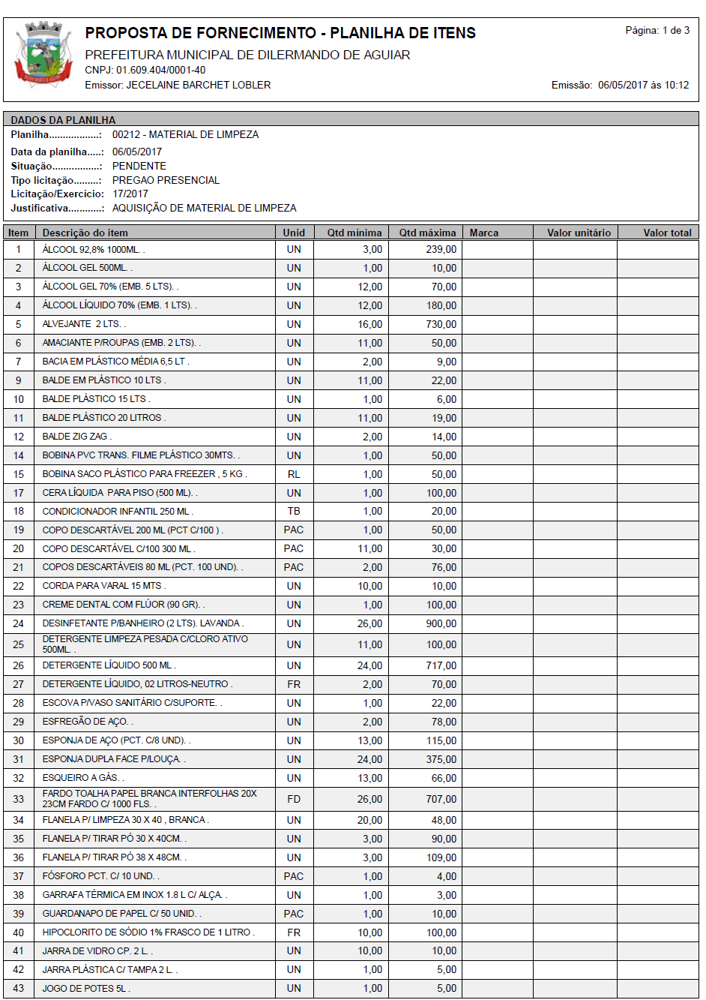 PROPOSTA DE FORNECIMENTO - PLANILHA DE ITENS
Página: 1 de 3
PREFEITURA MUNICIPAL DE DILERMANDO DE AGUIAR
CNPJ: 01.609.404/0001-40
Emissor: JECELAINE BARCHET LOBLER
Emissão: 06/05/2017 às 10:12
DADOS DA PLANILHA
Planilha..................: 00212 - MATERIAL DE LIMPEZA
Data da planilha.....: 06/05/2017
Situação.................: PENDENTE
Tipo licitação.........: PREGAO PRESENCIAL
Licitação/Exercício: 17/2017
Justificativa............: AQUISIÇÃO DE MATERIAL DE LIMPEZA
Item Descrição do item Unid Qtd mínima Qtd máxima Marca Valor unitário Valor total
1 ÁLCOOL 92,8% 1000ML. . UN 3,00 239,00
2 ÁLCOOL GEL 500ML. . UN 1,00 10,00
3 ÁLCOOL GEL 70% (EMB. 5 LTS). . UN 12,00 70,00
4 ÁLCOOL LÍQUIDO 70% (EMB. 1 LTS). . UN 12,00 180,00
5 ALVEJANTE 2 LTS. . UN 16,00 730,00
6 AMACIANTE P/ROUPAS (EMB. 2 LTS). . UN 11,00 50,00
7 BACIA EM PLÁSTICO MÉDIA 6,5 LT . UN 2,00 9,00
9 BALDE EM PLÁSTICO 10 LTS . UN 11,00 22,00
10 BALDE PLÁSTICO 15 LTS . UN 1,00 6,00
11 BALDE PLÁSTICO 20 LITROS . UN 11,00 19,00
12 BALDE ZIG ZAG . UN 2,00 14,00
14 BOBINA PVC TRANS. FILME PLÁSTICO 30MTS. . UN 1,00 50,00
15 BOBINA SACO PLÁSTICO PARA FREEZER , 5 KG . RL 1,00 50,00
17 CERA LÍQUIDA PARA PISO (500 ML). . UN 1,00 100,00
18 CONDICIONADOR INFANTIL 250 ML . TB 1,00 20,00
19 COPO DESCARTÁVEL 200 ML (PCT C/100 ) . PAC 1,00 50,00
20 COPO DESCARTÁVEL C/100 300 ML . PAC 11,00 30,00
21 COPOS DESCARTÁVEIS 80 ML (PCT. 100 UND). . PAC 2,00 76,00
22 CORDA PARA VARAL 15 MTS . UN 10,00 10,00
23 CREME DENTAL COM FLÚOR (90 GR). . UN 1,00 100,00
24 DESINFETANTE P/BANHEIRO (2 LTS). LAVANDA . UN 26,00 900,00
25 DETERGENTE LIMPEZA PESADA C/CLORO ATIVO
500ML. . UN 11,00 100,00
26 DETERGENTE LÍQUIDO 500 ML . UN 24,00 717,00
27 DETERGENTE LÍQUIDO, 02 LITROS-NEUTRO . FR 2,00 70,00
28 ESCOVA P/VASO SANITÁRIO C/SUPORTE. . UN 1,00 22,00
29 ESFREGÃO DE AÇO. . UN 2,00 78,00
30 ESPONJA DE AÇO (PCT. C/8 UND). . UN 13,00 115,00
31 ESPONJA DUPLA FACE P/LOUÇA. . UN 24,00 375,00
32 ESQUEIRO A GÁS. . UN 13,00 66,00
33 FARDO TOALHA PAPEL BRANCA INTERFOLHAS 20X
23CM FARDO C/ 1000 FLS. . FD 26,00 707,00
34 FLANELA P/ LIMPEZA 30 X 40 , BRANCA . UN 20,00 48,00
35 FLANELA P/ TIRAR PÓ 30 X 40CM. . UN 3,00 90,00
36 FLANELA P/ TIRAR PÓ 38 X 48CM. . UN 3,00 109,00
37 FÓSFORO PCT. C/ 10 UND. . PAC 1,00 4,00
38 GARRAFA TÉRMICA EM INOX 1.8 L C/ ALÇA. . UN 1,00 3,00
39 GUARDANAPO DE PAPEL C/ 50 UNID. . PAC 1,00 10,00
40 HIPOCLORITO DE SÓDIO 1% FRASCO DE 1 LITRO . FR 10,00 100,00
41 JARRA DE VIDRO CP. 2 L. . UN 10,00 10,00
42 JARRA PLÁSTICA C/ TAMPA 2 L. . UN 1,00 5,00
43 JOGO DE POTES 5L . UN 1,00 5,00